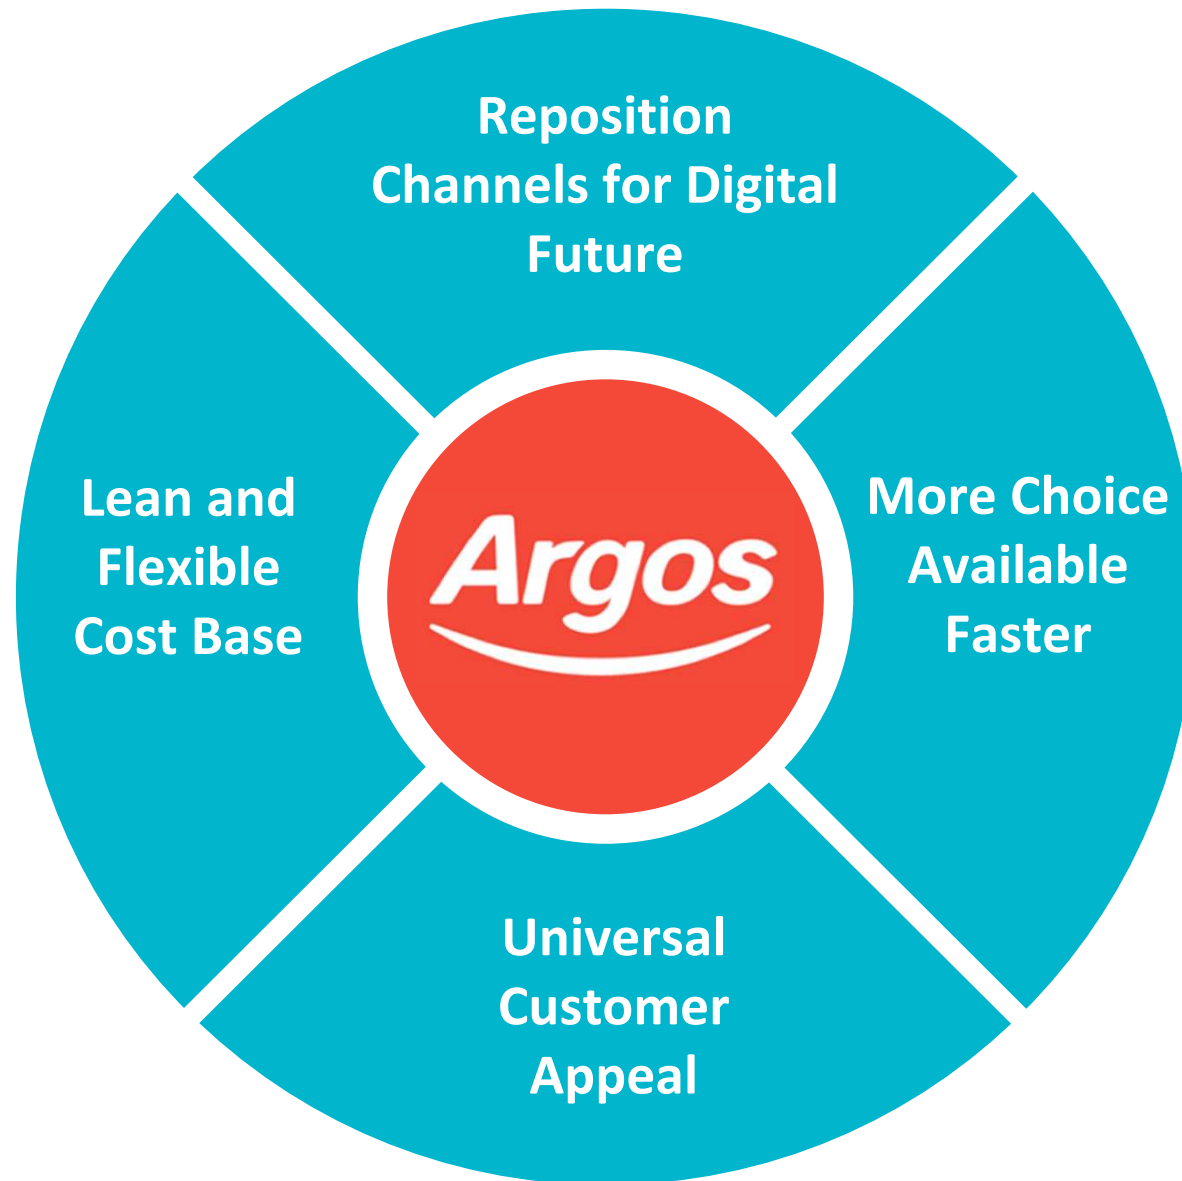 Reposition
Channels for Digital
Future
Lean and
Flexible
Cost Base
Argos
More Choice
Available
Faster
Universal
Customer
Appeal